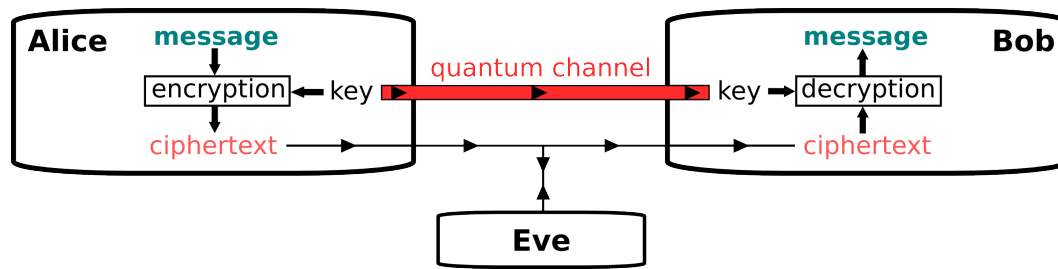 Alice
message
encryption
key
ciphertext
quantum channel
Bob
message
key
decryption
ciphertext
Eve